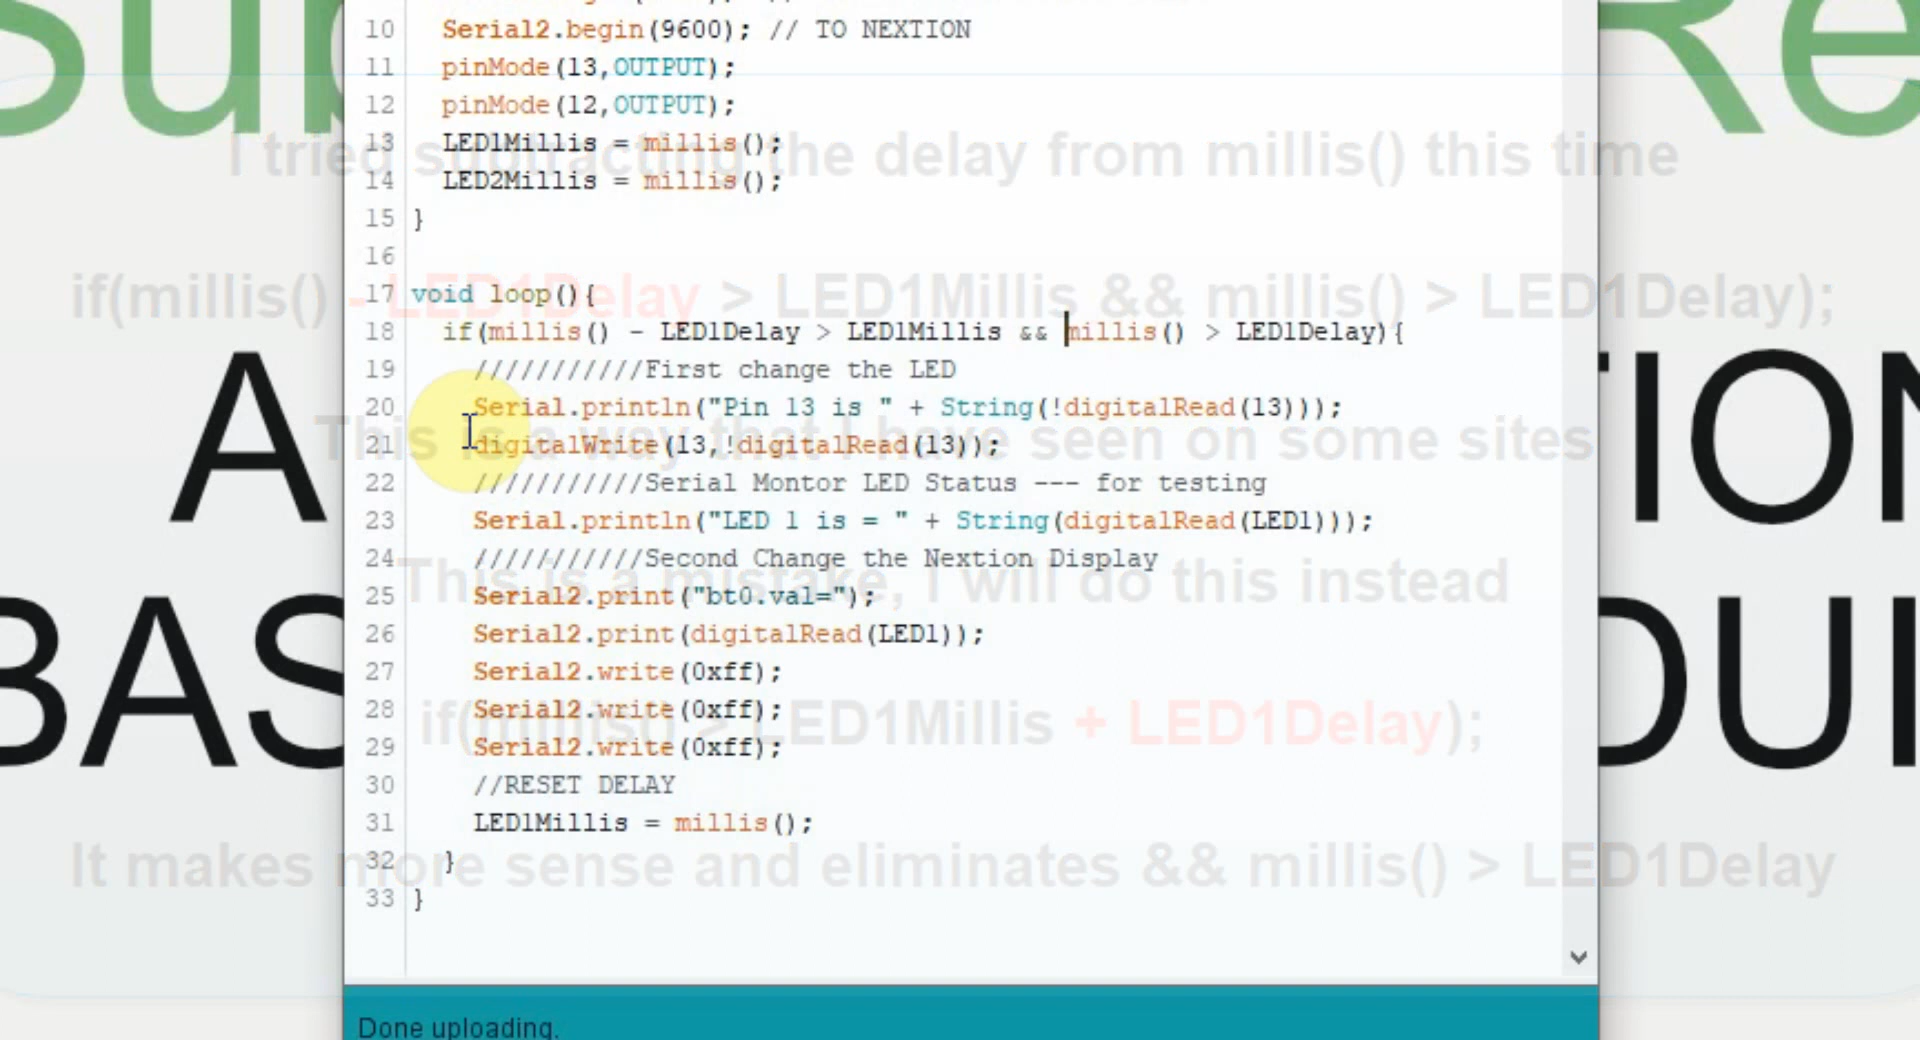 Sub
Re
10 Serial2.begin(9600); // TO NEXTION
11 pinMode(13,OUTPUT);
12 pinMode(12,OUTPUT);
13 LED1Millis = millis();
I tried subtracting the delay from millis() this time
14 LED2Millis = millis();
15 }
16
if(millis() - LED1Delay > LED1Millis && millis() > LED1Delay);
17 void loop(){
18 if(millis() - LED1Delay > LED1Millis && millis() > LED1Delay){
19 ///////////First change the LED
20 Serial.println("Pin 13 is " + String(!digitalRead(13)));
This is a way that I have seen on some sites
21 digitalWrite(13,!digitalRead(13));
22 ///////////Serial Montor LED Status --- for testing
23 Serial.println("LED 1 is = " + String(digitalRead(LED1)));
24 ///////////Second Change the Nextion Display
This is a mistake, I will do this instead
25 Serial2.print("bt0.val=");
26 Serial2.print(digitalRead(LED1));
27 Serial2.write(0xff);
28 Serial2.write(0xff);
if(millis() > LED1Millis + LED1Delay);
29 Serial2.write(0xff);
30 //RESET DELAY
31 LED1Millis = millis();
32 }
It makes more sense and eliminates && millis() > LED1Delay
33 }
A
ION
BAS
DUI
Done uploading.